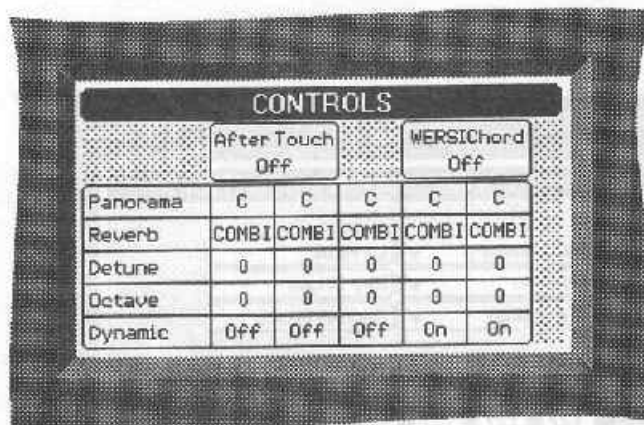 CONTROLS
After Touch WERSIChord
Off Off
Panorama C C C C C
Reverb COMBI COMBI COMBI COMBI COMBI
Detune 0 0 0 0 0
Octave 0 0 0 0 0
Dynamic Off Off Off On On